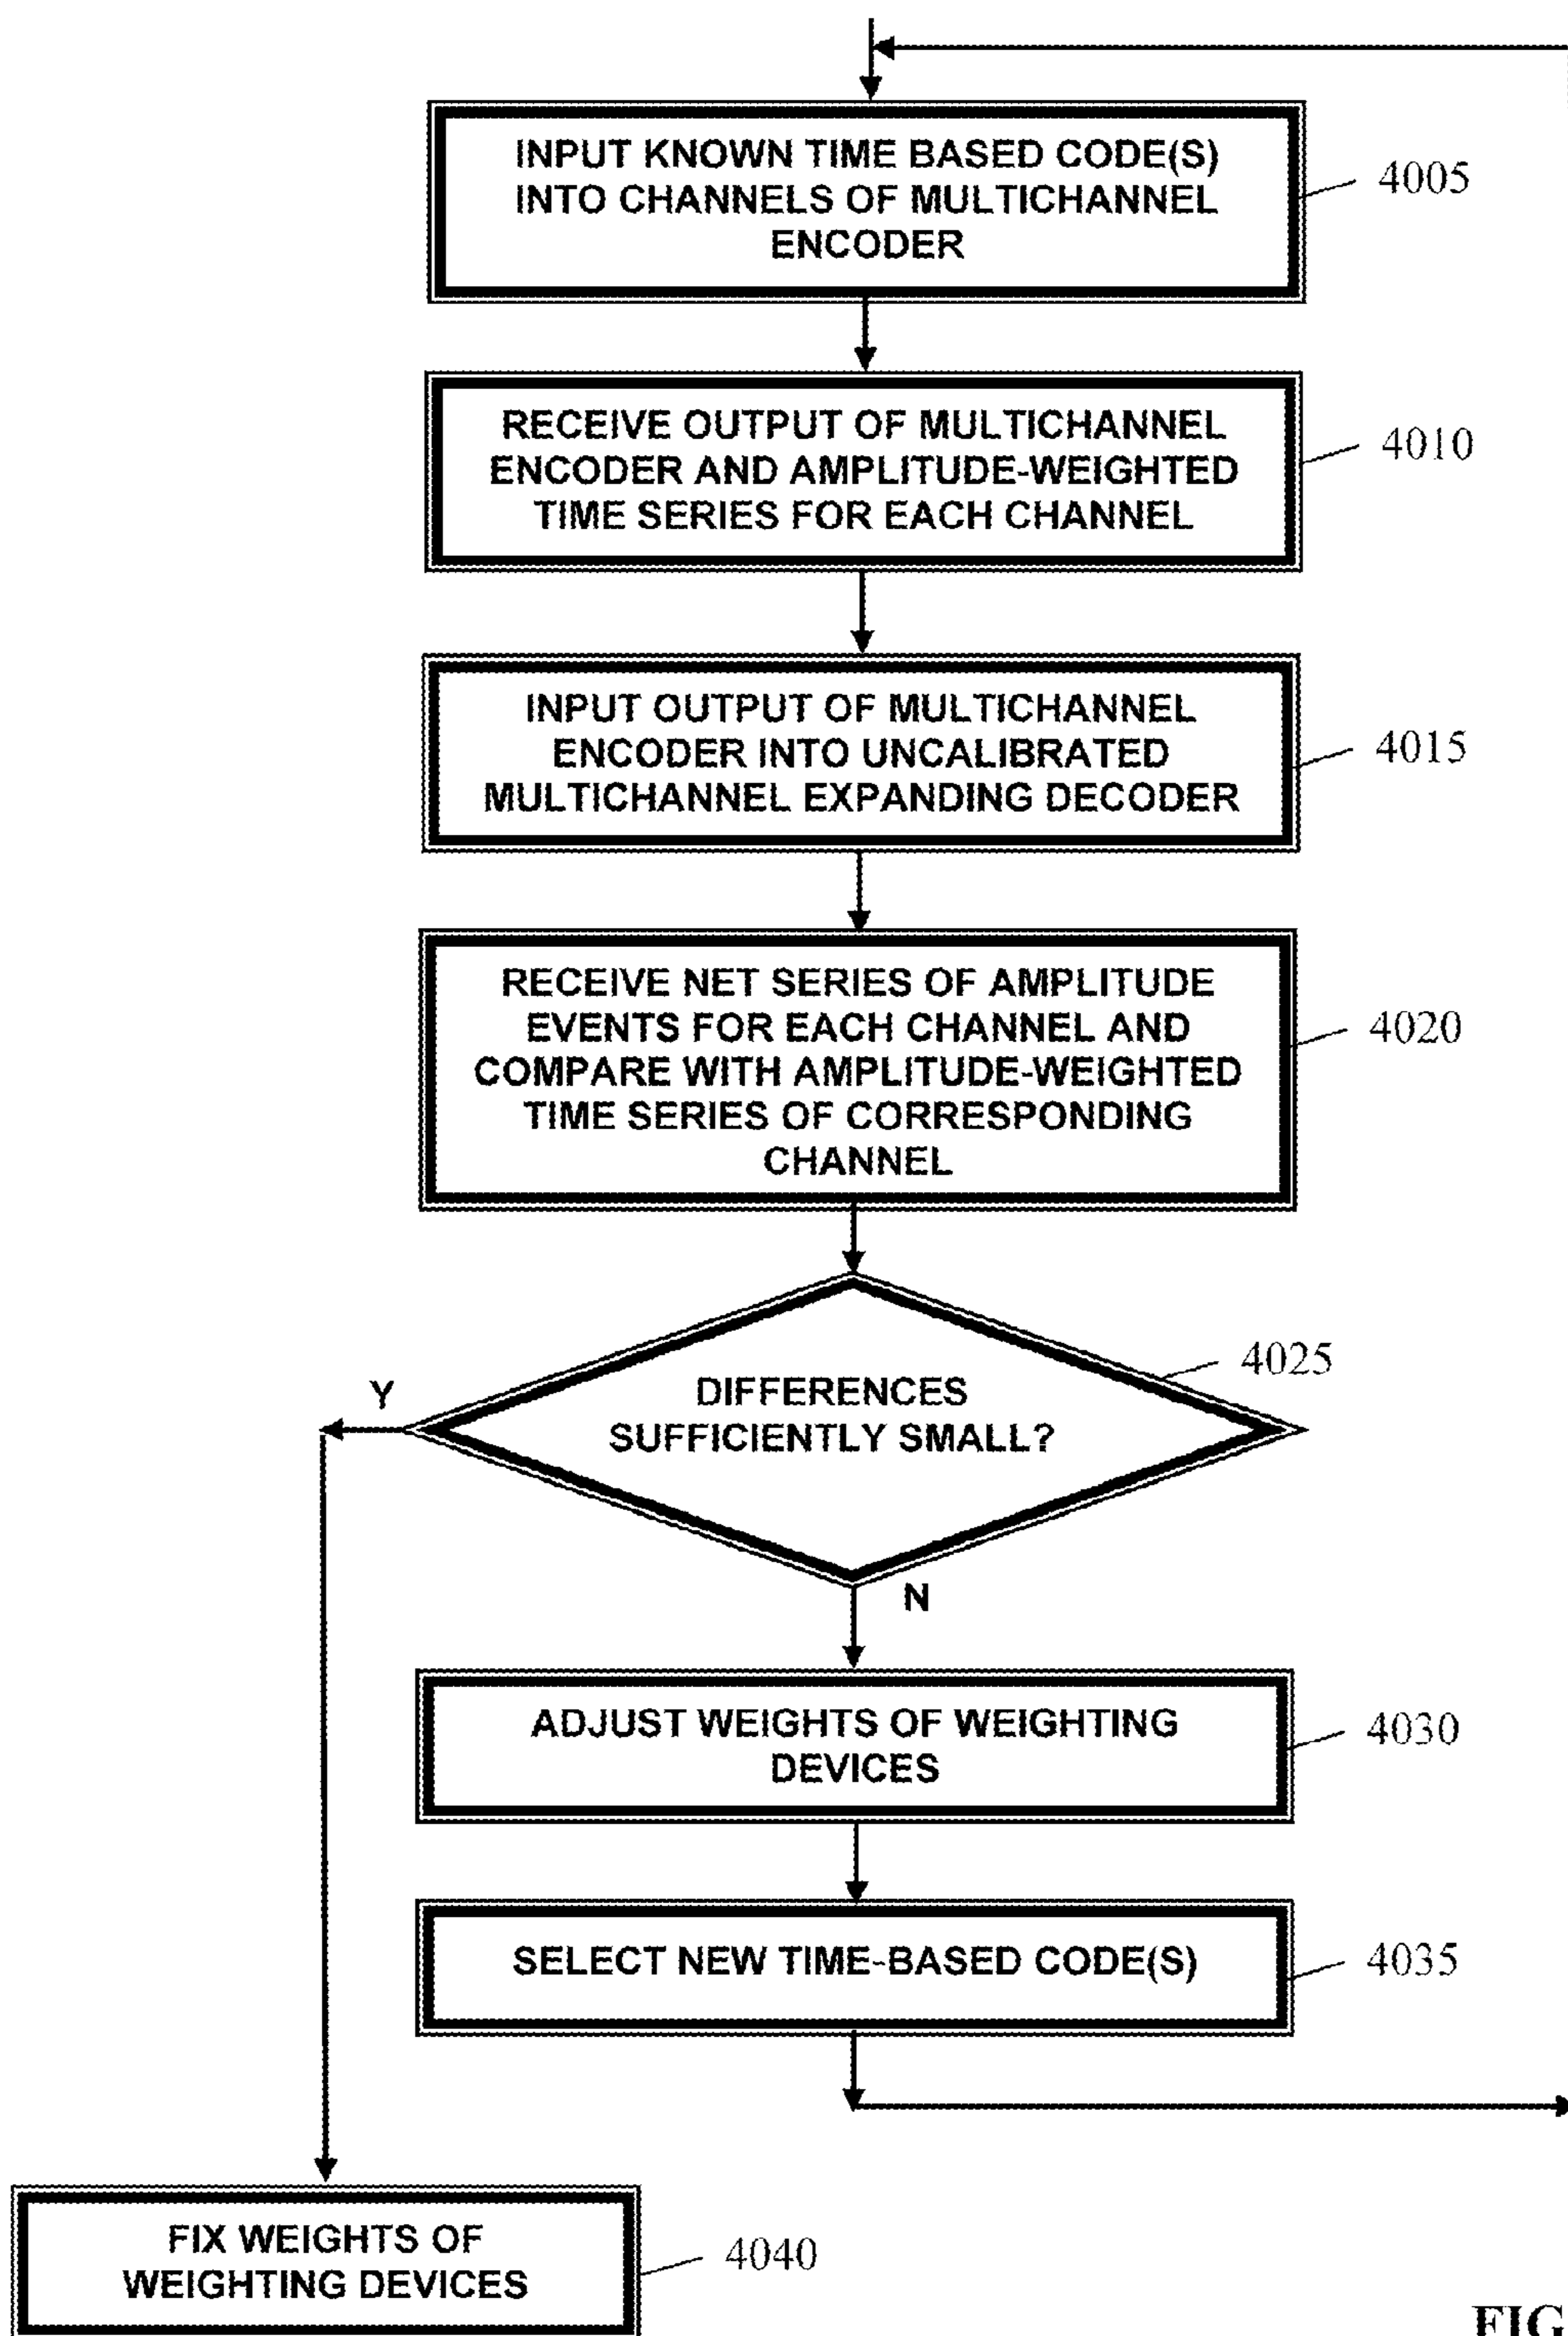 INPUT KNOWN TIME BASED CODE(S)
INTO CHANNELS OF MULTICHANNEL
ENCODER
4005
RECEIVE OUTPUT OF MULTICHANNEL
ENCODER AND AMPLITUDE-WEIGHTED
TIME SERIES FOR EACH CHANNEL
4010
INPUT OUTPUT OF MULTICHANNEL
ENCODER INTO UNCALIBRATED
MULTICHANNEL EXPANDING DECODER
4015
RECEIVE NET SERIES OF AMPLITUDE
EVENTS FOR EACH CHANNEL AND
COMPARE WITH AMPLITUDE-WEIGHTED
TIME SERIES OF CORRESPONDING
CHANNEL
4020
DIFFERENCES
SUFFICIENTLY SMALL?
4025
Y
N
ADJUST WEIGHTS OF WEIGHTING
DEVICES
4030
SELECT NEW TIME-BASED CODE(S)
4035
FIX WEIGHTS OF
WEIGHTING DEVICES
4040
FIG